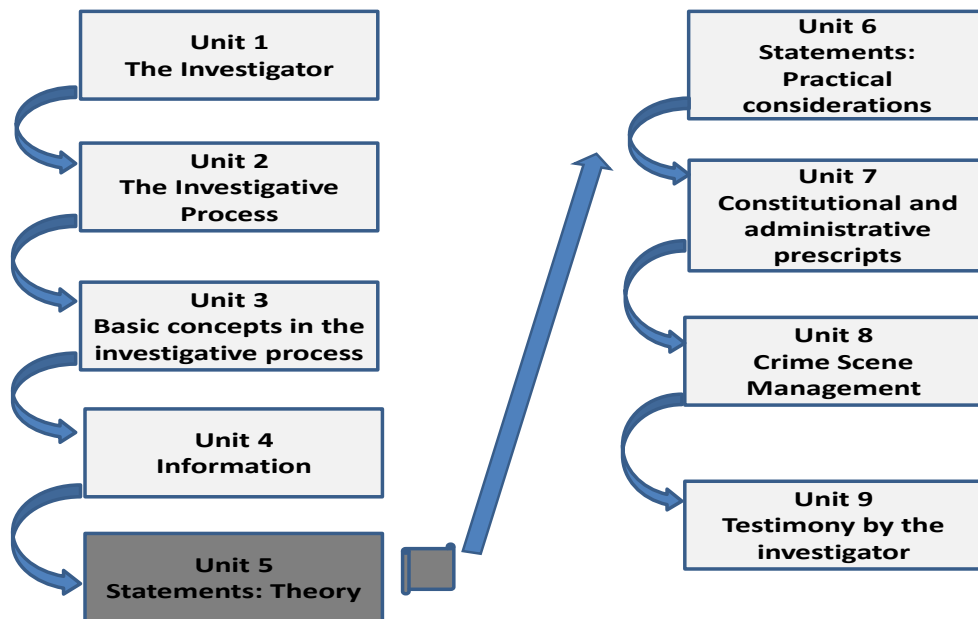 Unit 1
The Investigator
Unit 2
The Investigative
Process
Unit 3
Basic concepts in the
investigative process
Unit 4
Information
Unit 5
Statements: Theory
Unit 6
Statements:
Practical
considerations
Unit 7
Constitutional and
administrative
prescripts
Unit 8
Crime Scene
Management
Unit 9
Testimony by the
investigator